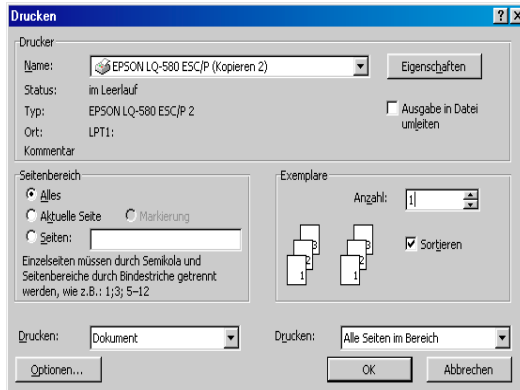 Drucken
Drucker
Name: EPSON LQ-580 ESC/P (Kopieren 2) Eigenschaften
Status: im Leerlauf
Typ: EPSON LQ-580 ESC/P 2
Ausgabe in Datei umleiten
Ort: LPT1:
Kommentar
Seitenbereich
Alles
Aktuelle Seite Markierung
Seiten:
Einzelseiten müssen durch Semikola und
Seitenbereiche durch Bindestriche getrennt
werden, wie z.B.: 1;3; 5–12
Exemplare
Anzahl: 1
3 3
2 2
1 1
Sortieren
Drucken: Dokument Drucken: Alle Seiten im Bereich
Optionen... OK Abbrechen